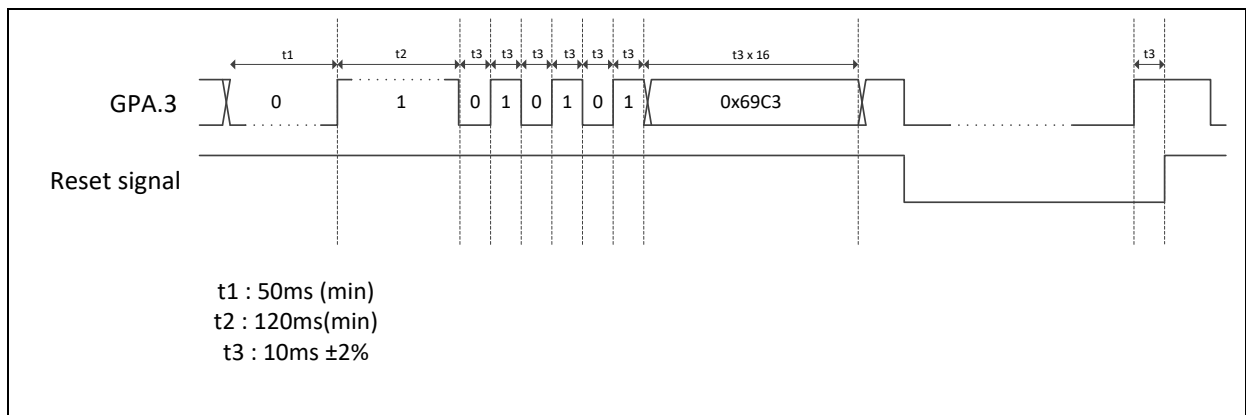 t1 t2 t3 t3 t3 t3 t3 t3 t3 x 16 t3
GPA.3 0 1 0 1 0 1 0 1 0x69C3
Reset signal
t1 : 50ms (min)
t2 : 120ms(min)
t3 : 10ms ±2%